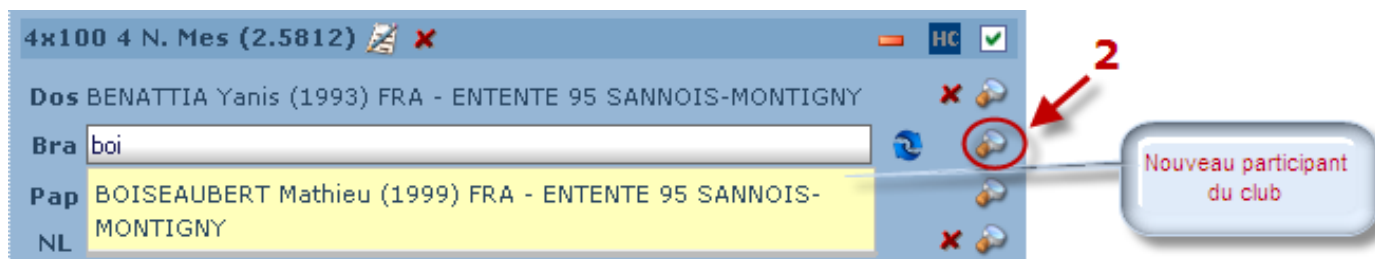 4x100 4 N. Mes (2.5812) HC
2
Dos BENATTIA Yanis (1993) FRA - ENTENTE 95 SANNOIS-MONTIGNY
Bra boi
Nouveau participant
du club
Pap BOISEAUBERT Mathieu (1999) FRA - ENTENTE 95 SANNOIS-
MONTIGNY
NL